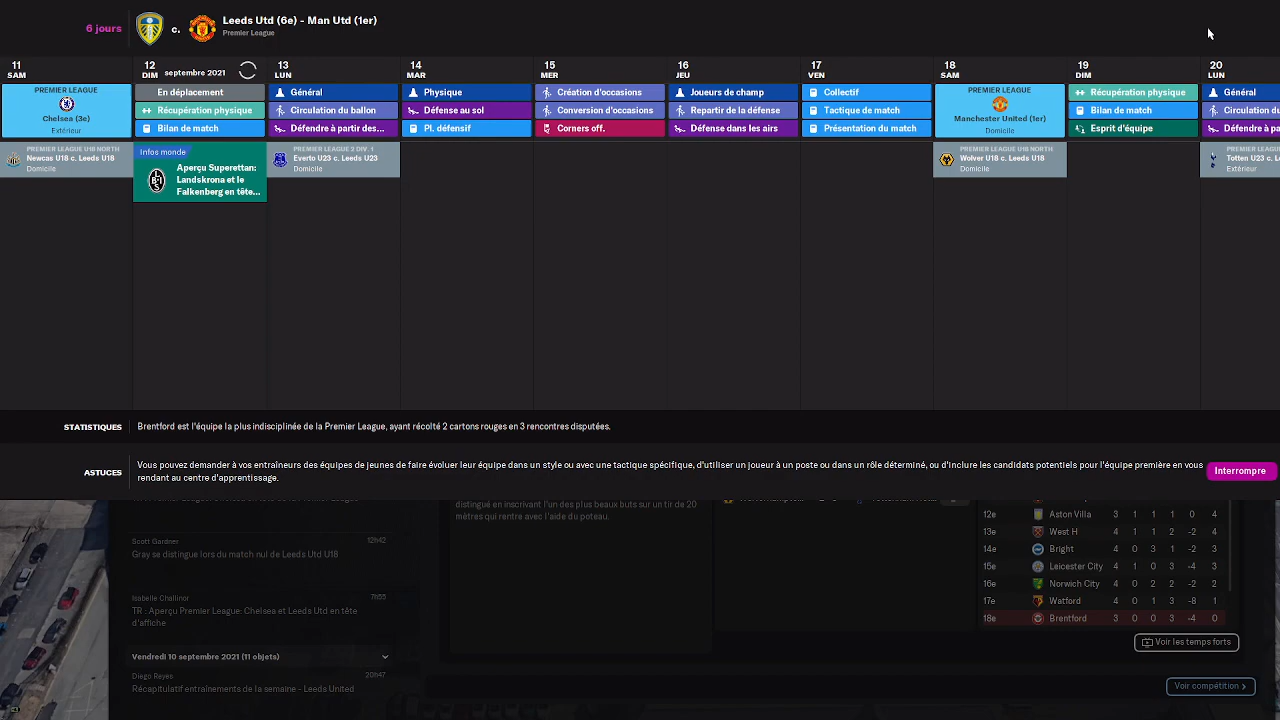 6 jours
c.
Leeds Utd (6e) - Man Utd (1er)
Premier League
11
SAM
12
DIM
septembre 2021
13
LUN
14
MAR
15
MER
16
JEU
17
VEN
18
SAM
19
DIM
20
LUN
PREMIER LEAGUE
Chelsea (3e)
Extérieur
En déplacement
Récupération physique
Bilan de match
Général
Circulation du ballon
Défendre à partir des...
Physique
Défense au sol
Pl. défensif
Création d'occasions
Conversion d'occasions
Corners off.
Joueurs de champ
Repartir de la défense
Défense dans les airs
Collectif
Tactique de match
Présentation du match
PREMIER LEAGUE
Manchester United (1er)
Domicile
Récupération physique
Bilan de match
Esprit d'équipe
Général
Circulation du
Défendre à pa
PREMIER LEAGUE U18 NORTH
Newcas U18 c. Leeds U18
Domicile
Infos monde
Aperçu Superettan:
Landskrona et le
Falkenberg en tête...
PREMIER LEAGUE 2 DIV. 1
Everto U23 c. Leeds U23
Domicile
PREMIER LEAGUE U18 NORTH
Wolver U18 c. Leeds U18
Domicile
PREMIER LEAGUE 2
Totten U23 c. L
Extérieur
STATISTIQUES
Brentford est l'équipe la plus indisciplinée de la Premier League, ayant récolté 2 cartons rouges en 3 rencontres disputées.
ASTUCES
Vous pouvez demander à vos entraîneurs des équipes de jeunes de faire évoluer leur équipe dans un style ou avec une tactique spécifique, d'utiliser un joueur à un poste ou dans un rôle déterminé, ou d'inclure les candidats potentiels pour l'équipe première en vous
rendant au centre d'apprentissage.
Interrompre
distingué en inscrivant l'un des plus beaux buts sur un tir de 20
mètres qui rentre avec l'aide du poteau.
Scott Gardner
12h42
Gray se distingue lors du match nul de Leeds Utd U18
Isabelle Challinor
7h55
TR : Aperçu Premier League: Chelsea et Leeds Utd en tête
d'affiche
Vendredi 10 septembre 2021 (11 objets)
Diego Reyes
20h47
Récapitulatif entraînements de la semaine - Leeds United
12e Aston Villa 3 1 1 1 0 4
13e West H 4 1 1 2 -2 4
14e Bright 4 0 3 1 -2 3
15e Leicester City 4 1 0 3 -4 3
16e Norwich City 4 0 2 2 -2 2
17e Watford 4 0 1 3 -8 1
18e Brentford 3 0 0 3 -4 0
Voir les temps forts
Voir compétition